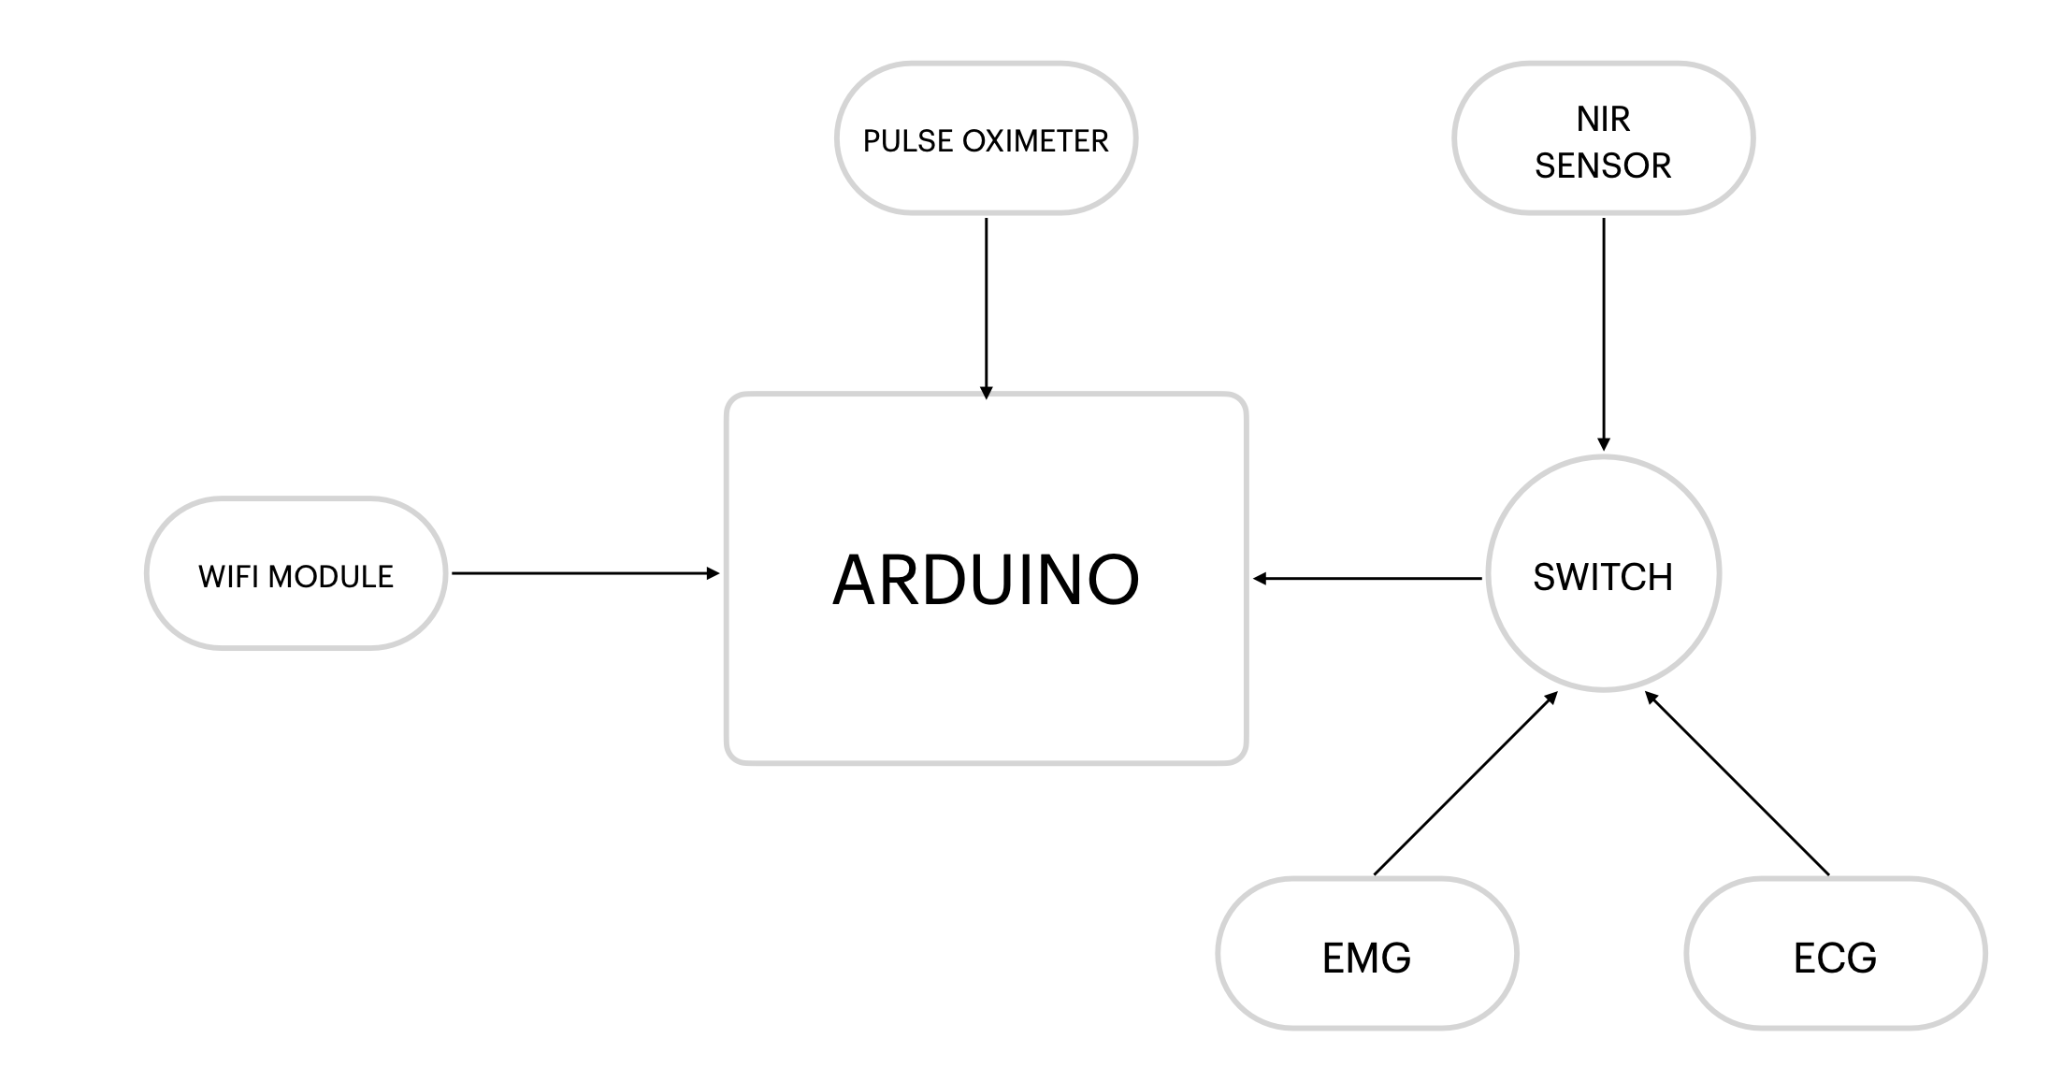 PULSE OXIMETER
NIR
SENSOR
WIFI MODULE
ARDUINO
SWITCH
EMG
ECG